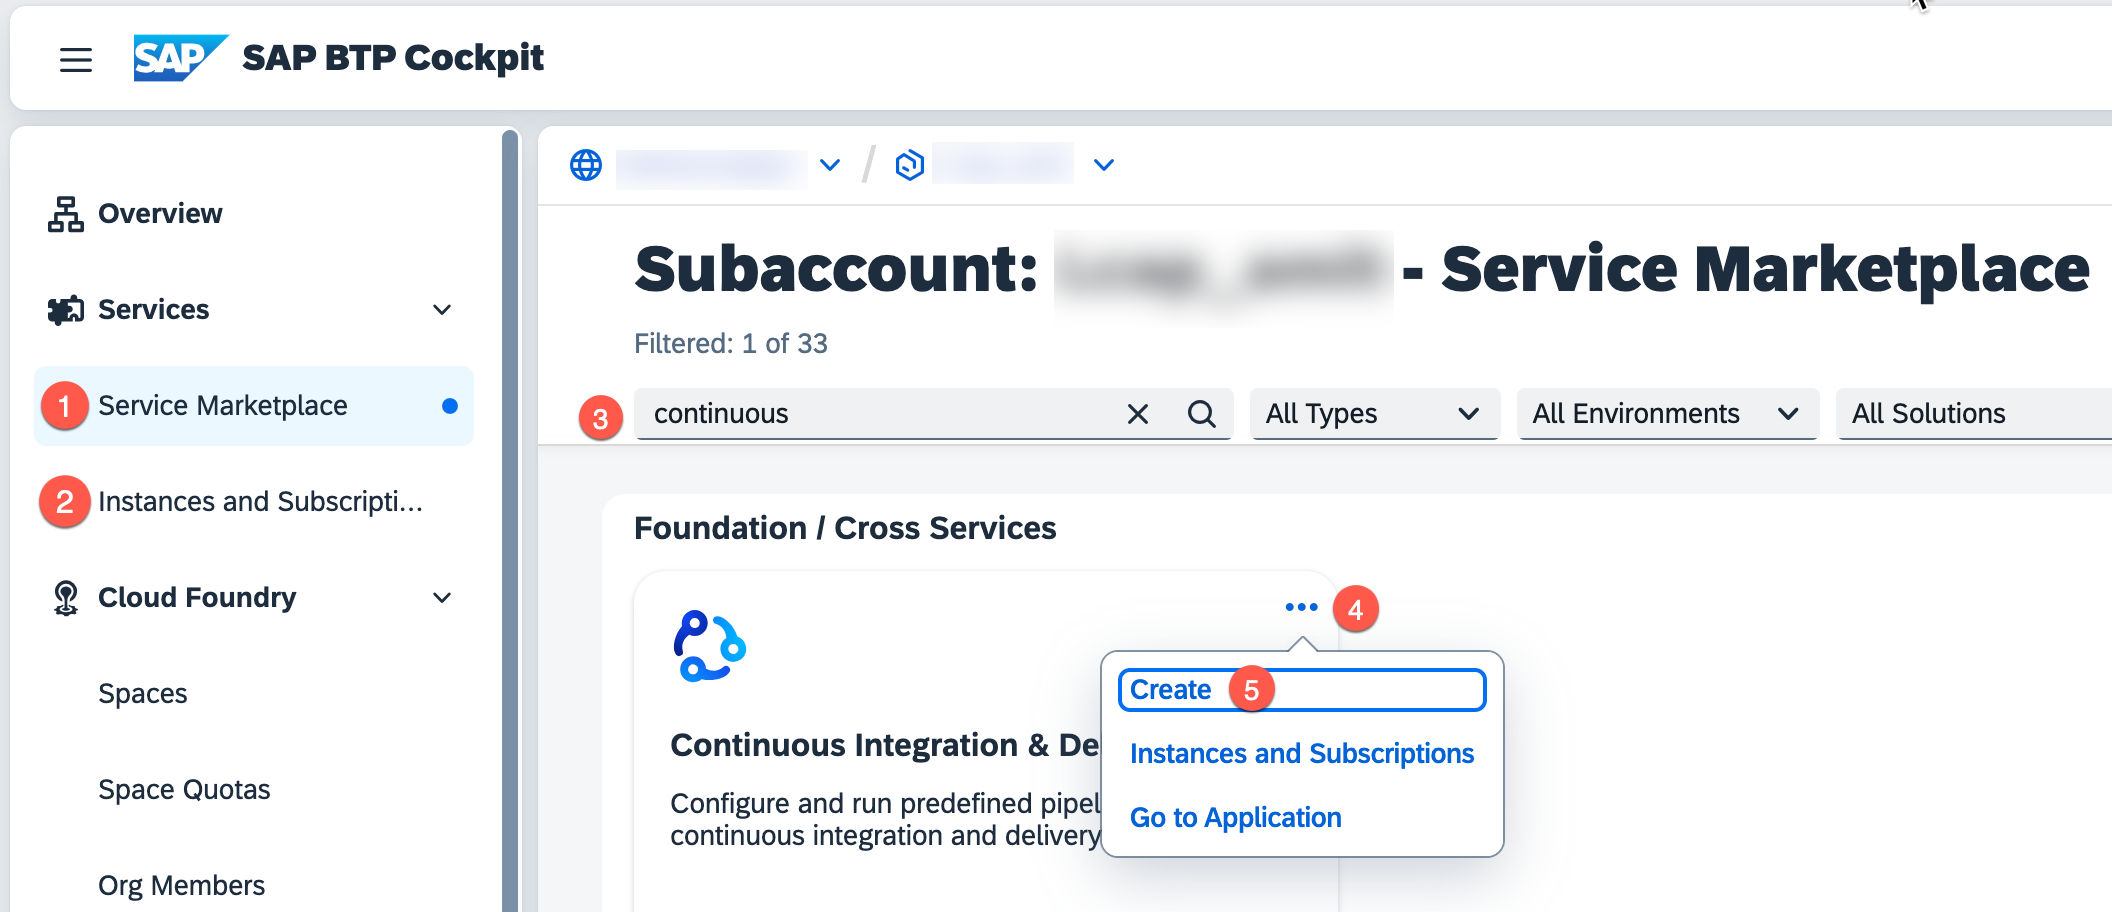 SAP SAP BTP Cockpit
Overview
Services
1 Service Marketplace
2 Instances and Subscripti...
Cloud Foundry
Spaces
Space Quotas
Org Members
Subaccount: - Service Marketplace
Filtered: 1 of 33
3 continuous All Types All Environments All Solutions
Foundation / Cross Services
4
Create 5
Instances and Subscriptions
Go to Application
Continuous Integration & De
Configure and run predefined pipel
continuous integration and delivery